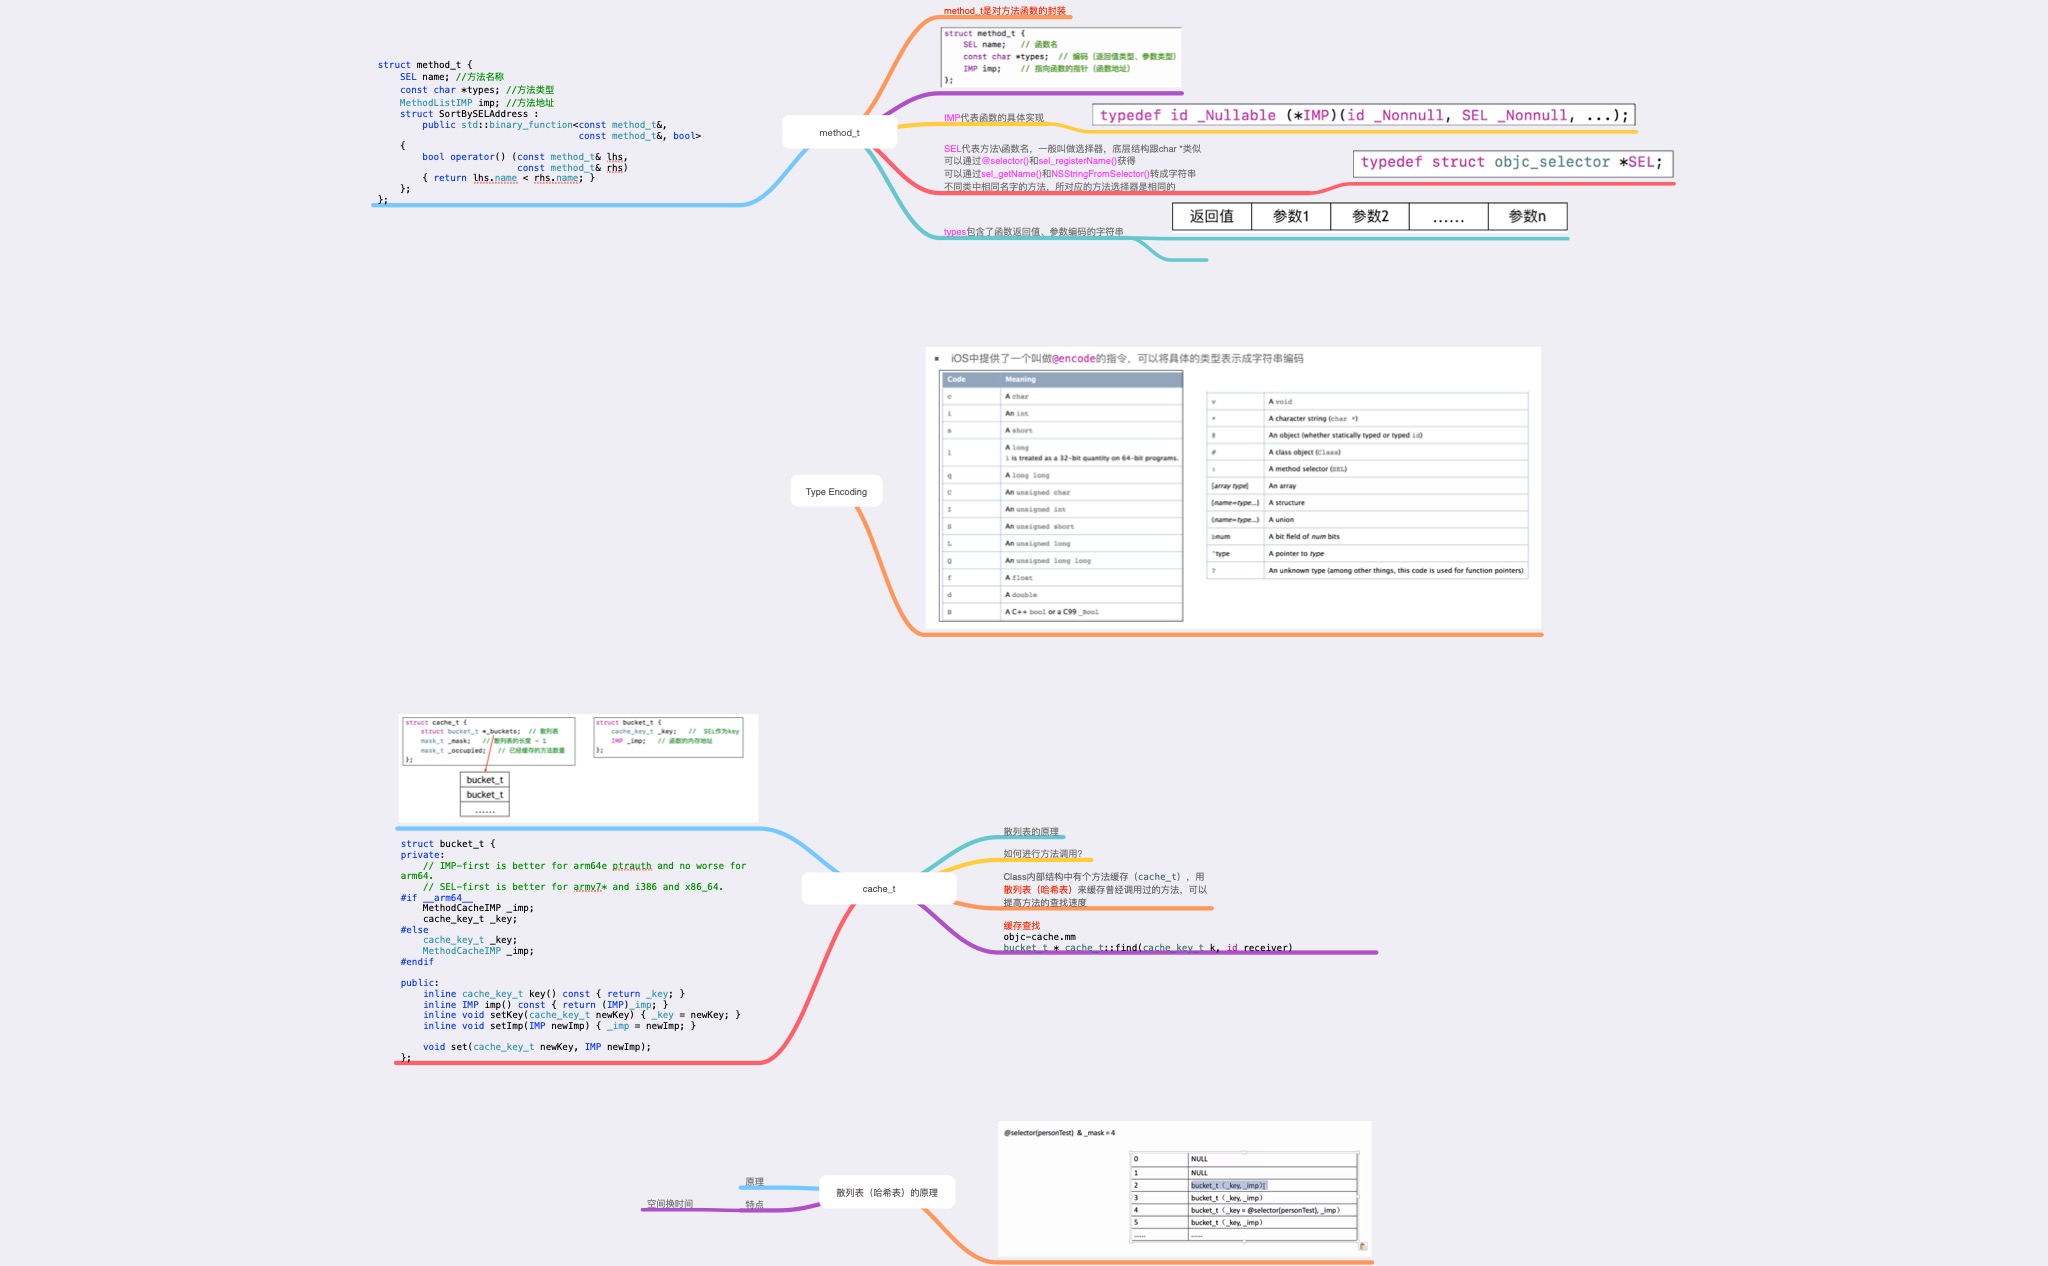 method_t是对方法函数的封装
struct method_t {
SEL name; // 函数名
const char *types; // 编码（返回值类型、参数类型）
IMP imp; // 指向函数的指针（函数地址）
};
struct method_t {
SEL name; //方法名称
const char *types; //方法类型
MethodListIMP imp; //方法地址
struct SortBySELAddress :
public std::binary_function<const method_t&,
const method_t&, bool>
{
bool operator() (const method_t& lhs,
const method_t& rhs)
{ return lhs.name < rhs.name; }
};
};
method_t
IMP代表函数的具体实现
typedef id _Nullable (*IMP)(id _Nonnull, SEL _Nonnull, ...);
SEL代表方法\函数名，一般叫做选择器，底层结构跟char *类似
可以通过@selector()和sel_registerName()获得
可以通过sel_getName()和NSStringFromSelector()转成字符串
不同类中相同名字的方法，所对应的方法选择器是相同的
typedef struct objc_selector *SEL;
types包含了函数返回值、参数编码的字符串
返回值 参数1 参数2 …… 参数n
Type Encoding
▪ iOS中提供了一个叫做@encode的指令，可以将具体的类型表示成字符串编码
Code Meaning
c A char
i An int
s A short
l A long
l is treated as a 32-bit quantity on 64-bit programs.
q A long long
C An unsigned char
I An unsigned int
S An unsigned short
L An unsigned long
Q An unsigned long long
f A float
d A double
B A C++ bool or a C99 _Bool
v A void
* A character string (char *)
@ An object (whether statically typed or typed id)
# A class object (Class)
: A method selector (SEL)
[array type] An array
{name=type...} A structure
(name=type...) A union
bnum A bit field of num bits
^type A pointer to type
? An unknown type (among other things, this code is used for function pointers)
struct cache_t {
struct bucket_t *_buckets; // 散列表
mask_t _mask; // 散列表的长度 - 1
mask_t _occupied; // 已经缓存的方法数量
};
bucket_t
bucket_t
……
struct bucket_t {
cache_key_t _key; // SEL作为key
IMP _imp; // 函数的内存地址
};
struct bucket_t {
private:
// IMP-first is better for arm64e ptrauth and no worse for
arm64.
// SEL-first is better for armv7* and i386 and x86_64.
#if __arm64__
MethodCacheIMP _imp;
cache_key_t _key;
#else
cache_key_t _key;
MethodCacheIMP _imp;
#endif
public:
inline cache_key_t key() const { return _key; }
inline IMP imp() const { return (IMP)_imp; }
inline void setKey(cache_key_t newKey) { _key = newKey; }
inline void setImp(IMP newImp) { _imp = newImp; }
void set(cache_key_t newKey, IMP newImp);
};
cache_t
散列表的原理
如何进行方法调用？
Class内部结构中有个方法缓存（cache_t），用
散列表（哈希表）来缓存曾经调用过的方法，可以
提高方法的查找速度
缓存查找
objc-cache.mm
bucket_t * cache_t::find(cache_key_t k, id receiver)
散列表（哈希表）的原理
原理
特点
空间换时间
@selector(personTest) & _mask = 4
0 NULL
1 NULL
2 bucket_t（_key, _imp）
3 bucket_t（_key, _imp）
4 bucket_t（_key = @selector(personTest), _imp）
5 bucket_t（_key, _imp）
…… ……